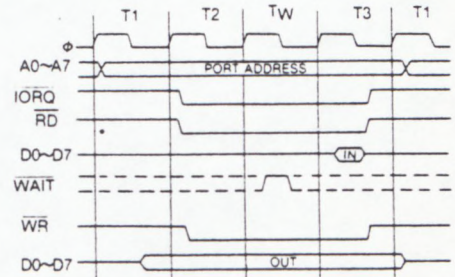 T1 T2 TW T3 T1
Φ
A0~A7 PORT ADDRESS
IORQ
RD
D0~D7 IN
WAIT
WR
D0~D7 OUT